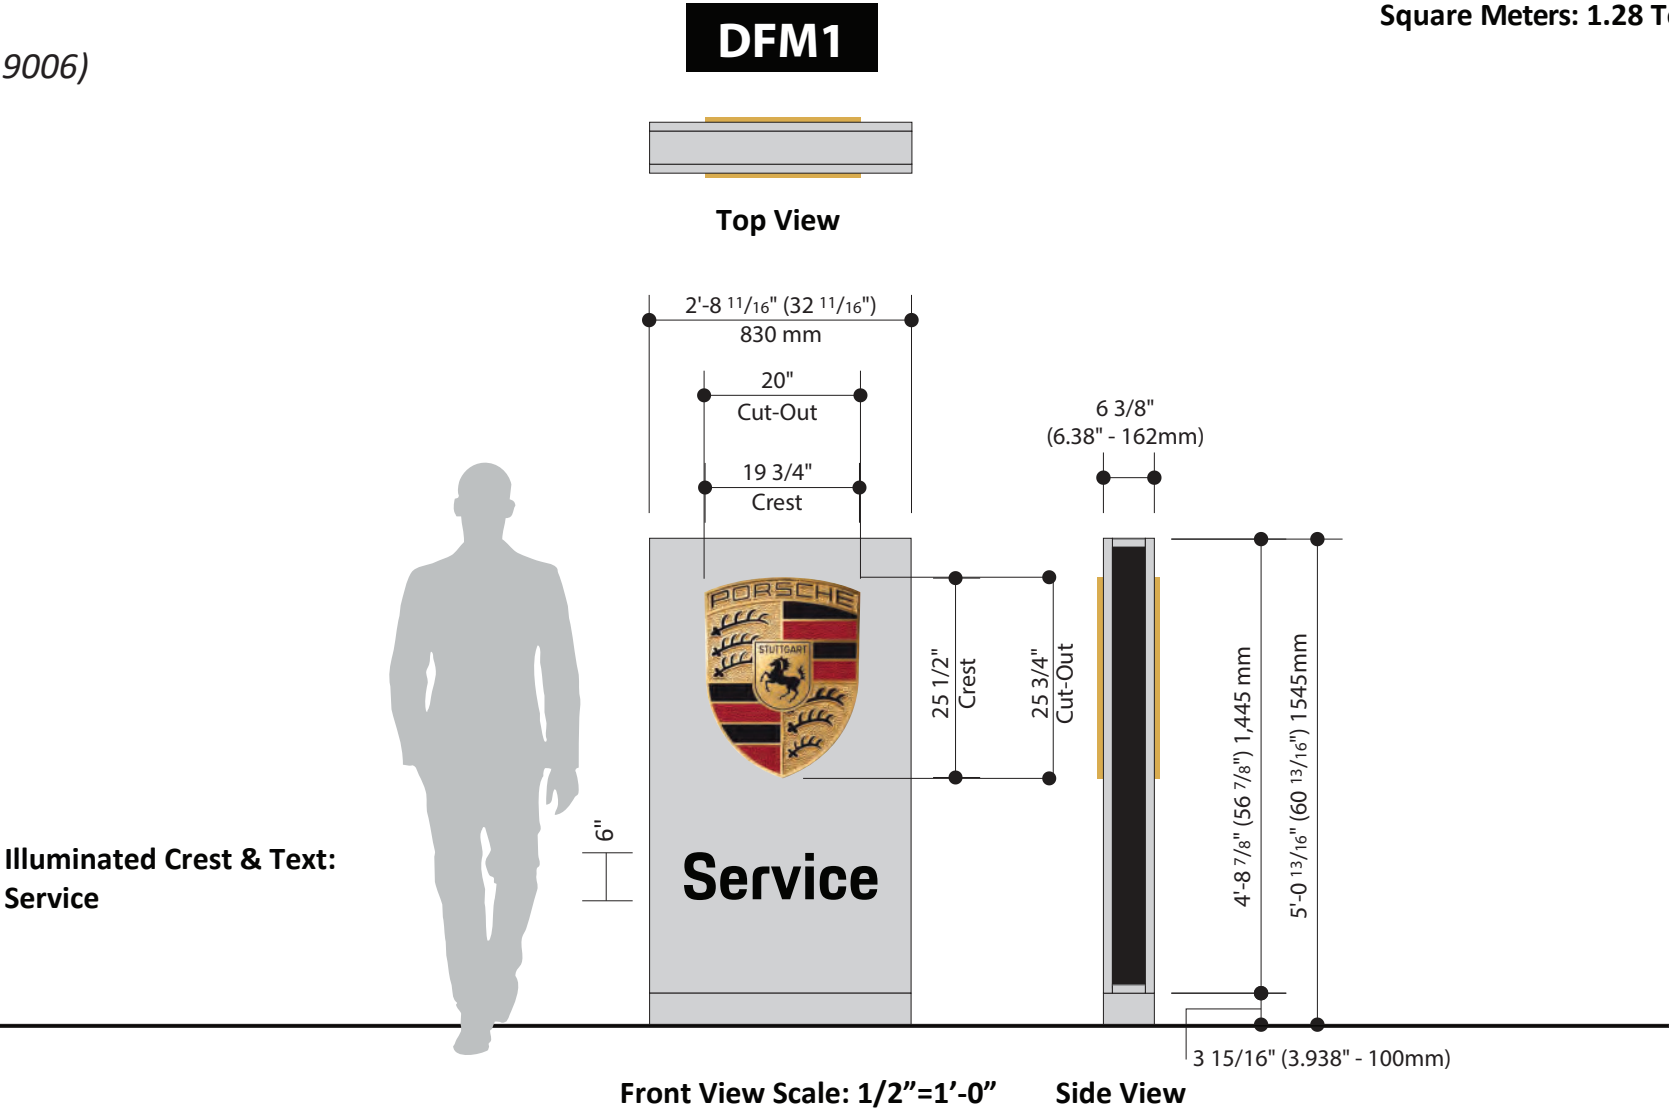 DFM1
Square Meters: 1.28
9006)
Top View
2'-8 11/16" (32 11/16")
830 mm
20"
Cut-Out
19 3/4"
Crest
6 3/8"
(6.38" - 162mm)
PORSCHE
STUTTGART
25 1/2"
Crest
25 3/4"
Cut-Out
4'-8 7/8" (56 7/8") 1,445 mm
5'-0 13/16" (60 13/16") 1545mm
6"
Illuminated Crest & Text:
Service
Service
3 15/16" (3.938" - 100mm)
Front View Scale: 1/2”=1’-0”
Side View